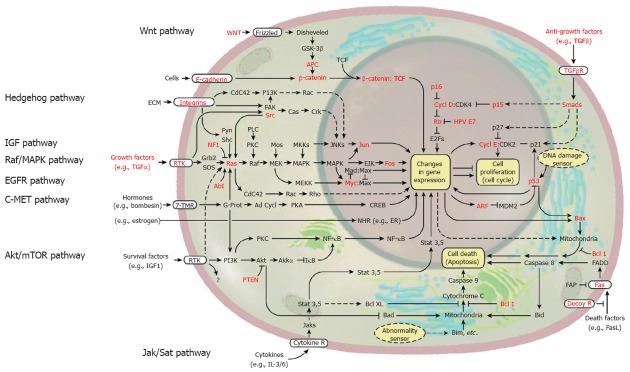 Wnt pathway
WNT
Frizzled
Disheveled
GSK-3β
APC
TCF
Cells
E-cadherin
β-catenin
β-catenin: TCF
Anti-growth factors
(e.g., TGFβ)
TGFβR
Hedgehog pathway
ECM
Integrins
CdC42
P13K
Rac
FAK
Src
Cas
Crk
p16
Cycl D:CDK4
p15
Smads
Rb
HPV E7
E2Fs
p27
Cycl E:CDK2
p21
IGF pathway
Raf/MAPK pathway
EGFR pathway
C-MET pathway
Fyn
Shc
NF1
PLC
PKC
Mos
MKKs
JNKs
Jun
Growth factors
(e.g., TGFα)
RTK
Grb2
SOS
Ras
Raf
MEK
MAPK
MAPK
EIK
Fos
Abl
MEKK
Mad:Max
Myc:Max
Changes
in gene
expression
Cell
proliferation
(cell cycle)
DNA damage
sensor
p53
CdC42
Rac
Rho
Hormones
(e.g., bombesin)
7-TMR
G-Prot
Ad Cycl
PKA
CREB
ARF
MDM2
Bax
(e.g., estrogen)
NHR (e.g., ER)
Akt/mTOR pathway
PKC
NF-κB
NF-κB
Stat 3,5
Mitochondria
Survival factors
(e.g., IGF1)
RTK
PI3K
Akt
Akkα
IκB
?
PTEN
Stat 3,5
Cell death
(Apoptosis)
Caspase 8
Bcl 1
FADD
Caspase 9
FAP
Fas
Stat 3,5
Bcl XL
Cytochrome C
Bcl 1
Decoy R
Jaks
Bad
Mitochondria
Bid
Death factors
(e.g., FasL)
Abnormality
sensor
Bim, etc.
Cytokine R
Jak/Sat pathway
Cytokines
(e.g., IL-3/6)